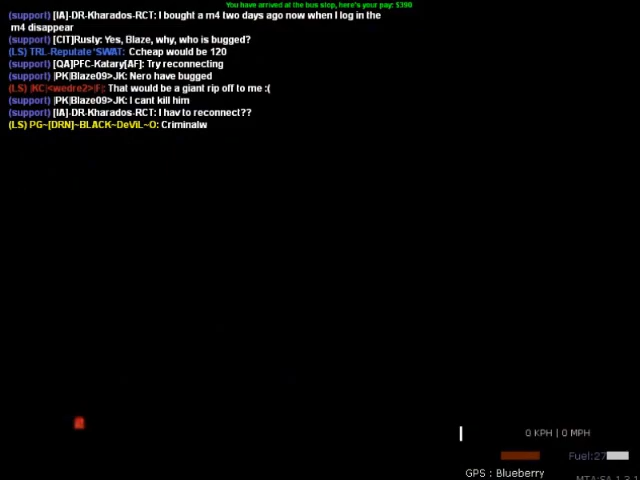 You have arrived at the bus stop, here's your pay: $390
(support) [IA]-DR-Kharados-RCT: I bought a m4 two days ago now when I log in the
m4 disappear
(LS) TRL-Reputate*SWAT: Ccheap would be 120
(support) [CIT]Rusty: Yes, Blaze, why, who is bugged?
(support) [QA]PFC-Katary[AF]: Try reconnecting
(support) |PK|Blaze09>JK: Nero have bugged
(LS) |KC|<wedre2>|F|: That would be a giant rip off to me :(
(support) |PK|Blaze09>JK: I cant kill him
(support) [IA]-DR-Kharados-RCT: I hav to reconnect??
(LS) PG~[DRN]~BLACK~DeViL~O: Criminalw
0 KPH | 0 MPH
Fuel:27
GPS : Blueberry
MTA:SA 1.3.1